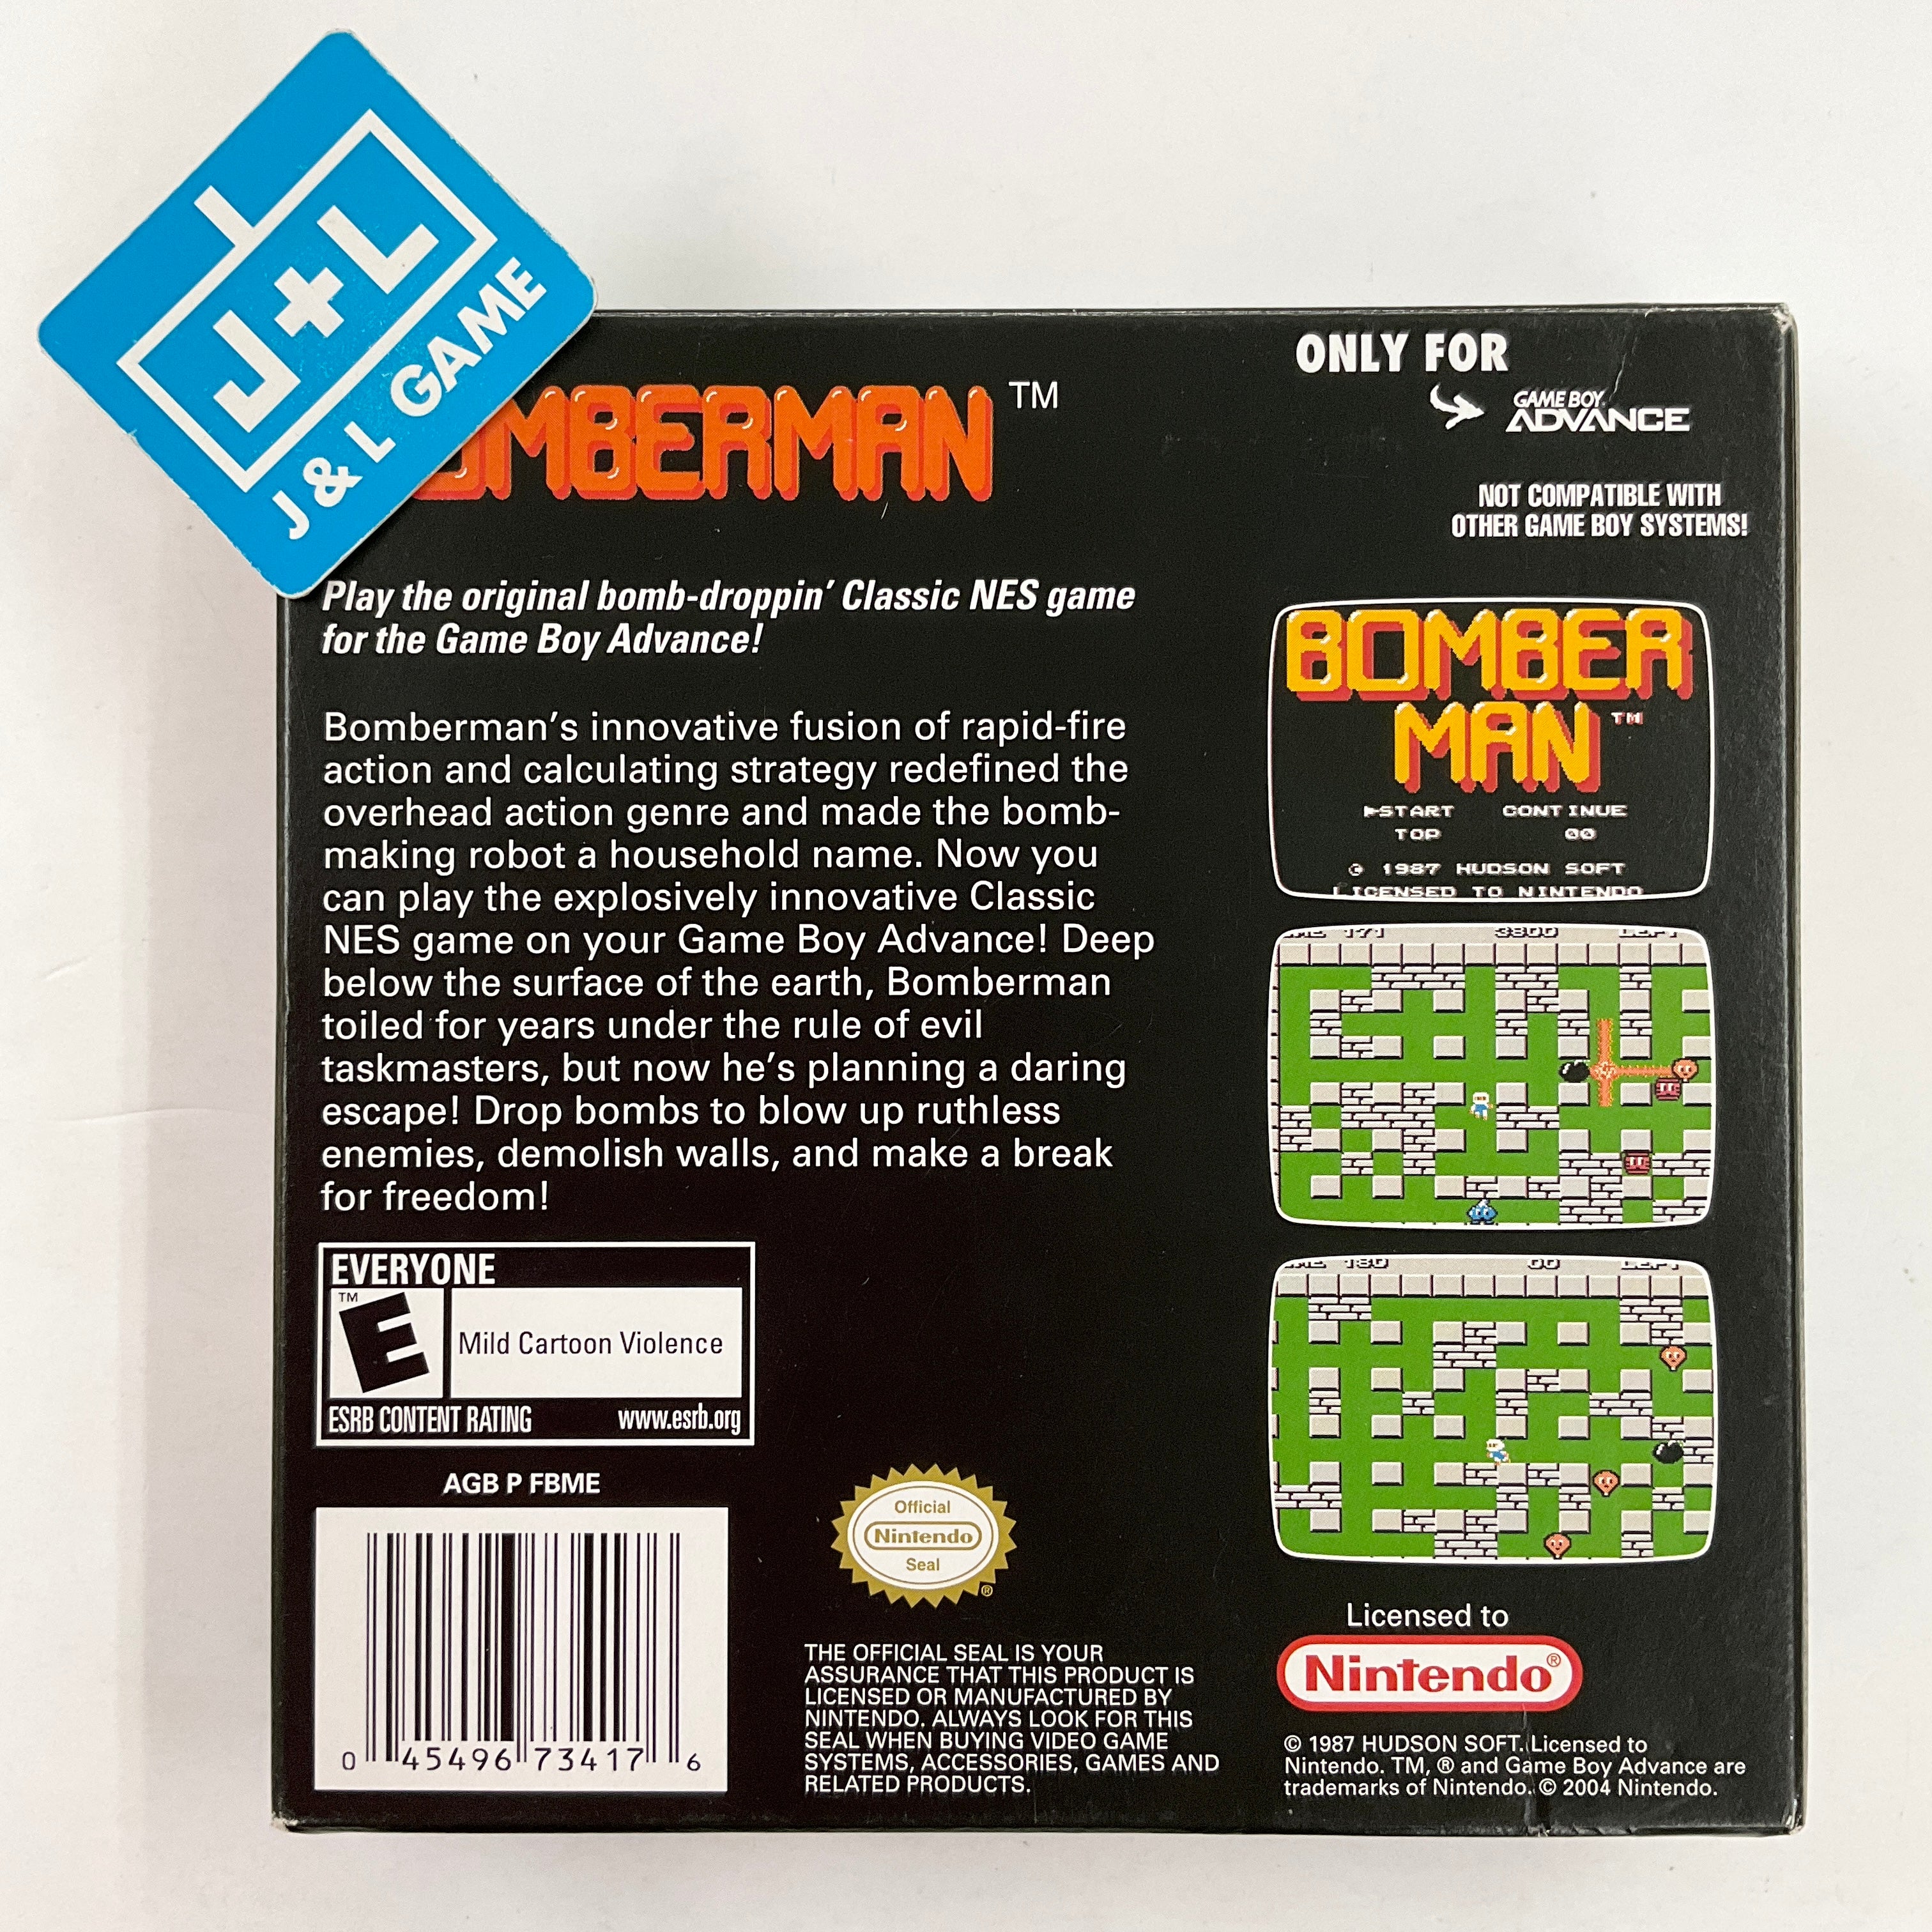 J+L
J & L GAME
OMBERMAN™
ONLY FOR
GAME BOY
ADVANCE
NOT COMPATIBLE WITH
OTHER GAME BOY SYSTEMS!
Play the original bomb-droppin' Classic NES game
for the Game Boy Advance!
Bomberman's innovative fusion of rapid-fire
action and calculating strategy redefined the
overhead action genre and made the bomb-
making robot a household name. Now you
can play the explosively innovative Classic
NES game on your Game Boy Advance! Deep
below the surface of the earth, Bomberman
toiled for years under the rule of evil
taskmasters, but now he's planning a daring
escape! Drop bombs to blow up ruthless
enemies, demolish walls, and make a break
for freedom!
BOMBER
MAN™
START CONTINUE
TOP 00
© 1987 HUDSON SOFT
LICENSED TO NINTENDO
171 3800 LEFT
180 00 LEFT
EVERYONE
™
E
Mild Cartoon Violence
ESRB CONTENT RATING www.esrb.org
AGB P FBME
0 45496 73417 6
Official
Nintendo
Seal
®
THE OFFICIAL SEAL IS YOUR
ASSURANCE THAT THIS PRODUCT IS
LICENSED OR MANUFACTURED BY
NINTENDO. ALWAYS LOOK FOR THIS
SEAL WHEN BUYING VIDEO GAME
SYSTEMS, ACCESSORIES, GAMES AND
RELATED PRODUCTS.
Licensed to
Nintendo®
© 1987 HUDSON SOFT. Licensed to
Nintendo. TM, ® and Game Boy Advance are
trademarks of Nintendo. © 2004 Nintendo.